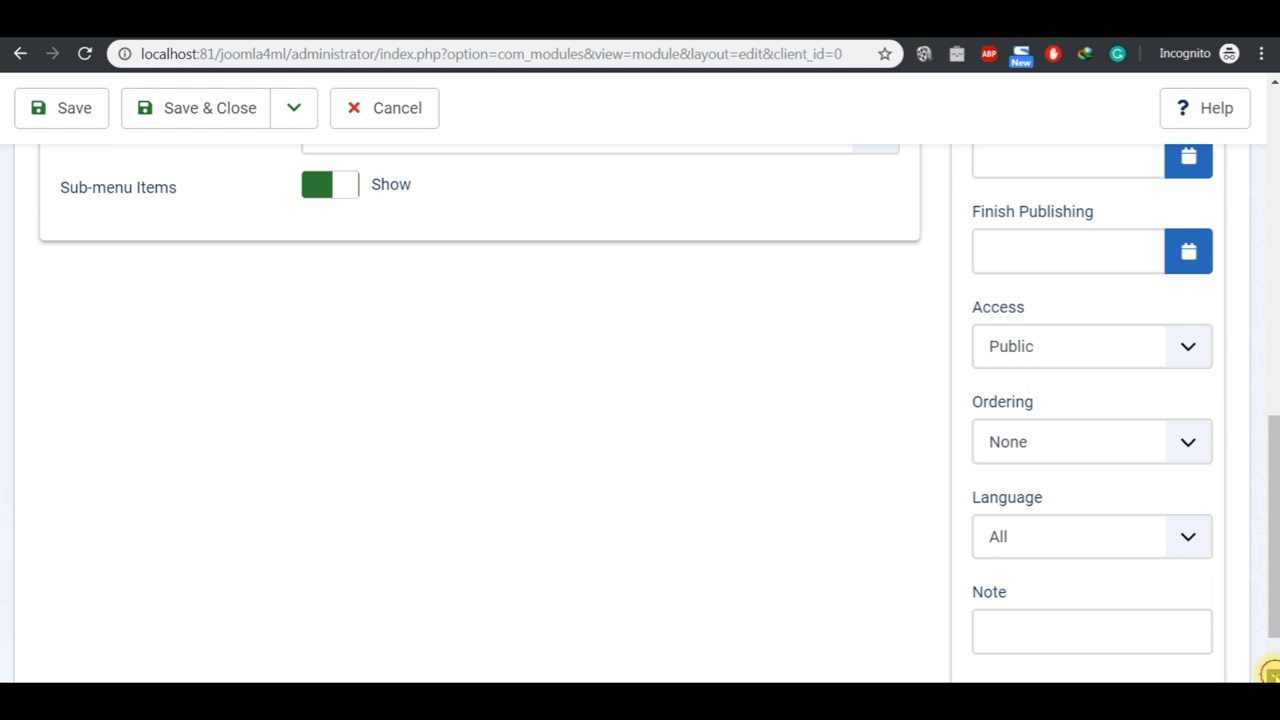 localhost:81/joomla4ml/administrator/index.php?option=com_modules&view=module&layout=edit&client_id=0
ABP
New
Incognito
Save
Save & Close
Cancel
? Help
Sub-menu Items
Show
Finish Publishing
Access
Public
Ordering
None
Language
All
Note